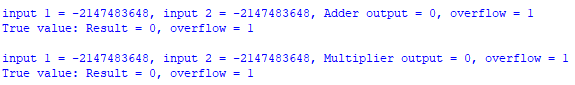 input 1 = -2147483648, input 2 = -2147483648, Adder output = 0, overflow = 1
True value: Result = 0, overflow = 1
input 1 = -2147483648, input 2 = -2147483648, Multiplier output = 0, overflow = 1
True value: Result = 0, overflow = 1